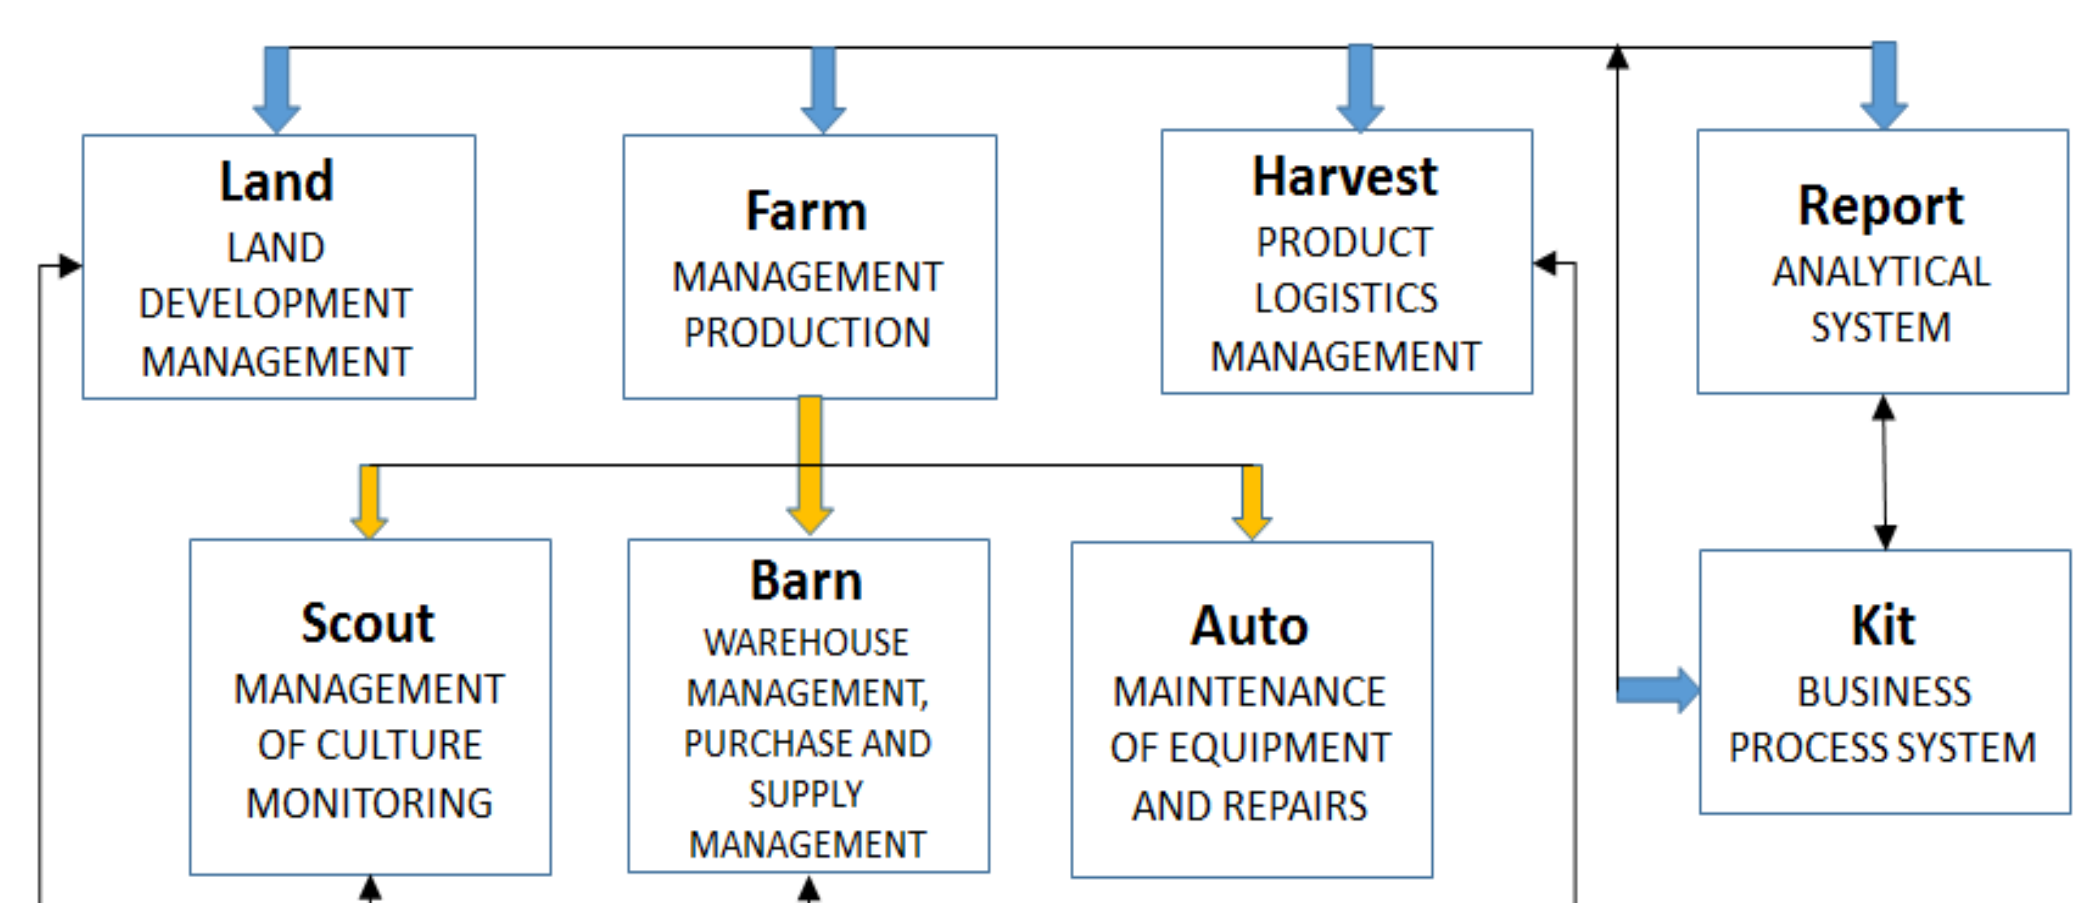 Land
LAND
DEVELOPMENT
MANAGEMENT
Farm
MANAGEMENT
PRODUCTION
Harvest
PRODUCT
LOGISTICS
MANAGEMENT
Report
ANALYTICAL
SYSTEM
Scout
MANAGEMENT
OF CULTURE
MONITORING
Barn
WAREHOUSE
MANAGEMENT,
PURCHASE AND
SUPPLY
MANAGEMENT
Auto
MAINTENANCE
OF EQUIPMENT
AND REPAIRS
Kit
BUSINESS
PROCESS SYSTEM